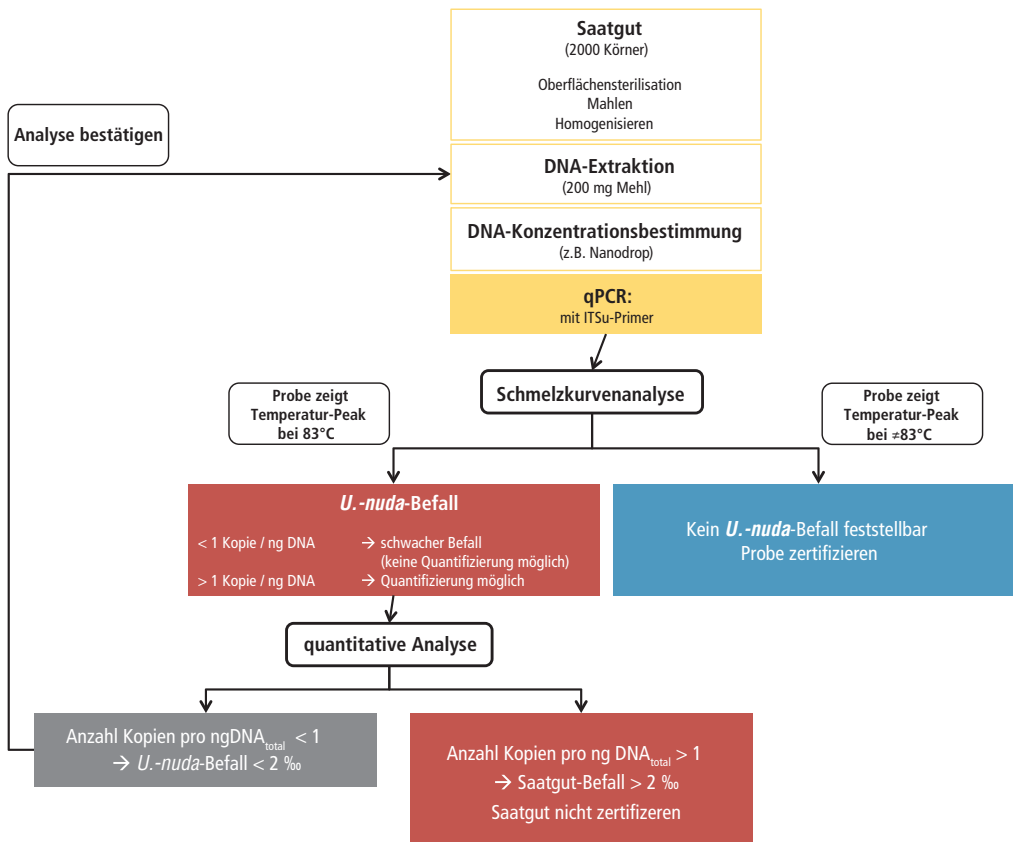 Saatgut
(2000 Körner)
Oberflächensterilisation
Mahlen
Homogenisieren
Analyse bestätigen
DNA-Extraktion
(200 mg Mehl)
DNA-Konzentrationsbestimmung
(z.B. Nanodrop)
qPCR:
mit ITSu-Primer
Schmelzkurvenanalyse
Probe zeigt
Temperatur-Peak
bei 83°C
Probe zeigt
Temperatur-Peak
bei ≠83°C
U.-nuda-Befall
< 1 Kopie / ng DNA → schwacher Befall
(keine Quantifizierung möglich)
> 1 Kopie / ng DNA → Quantifizierung möglich
Kein U.-nuda-Befall feststellbar
Probe zertifizieren
quantitative Analyse
Anzahl Kopien pro ngDNAtotal < 1
→ U.-nuda-Befall < 2 ‰
Anzahl Kopien pro ng DNAtotal > 1
→ Saatgut-Befall > 2 ‰
Saatgut nicht zertifizeren